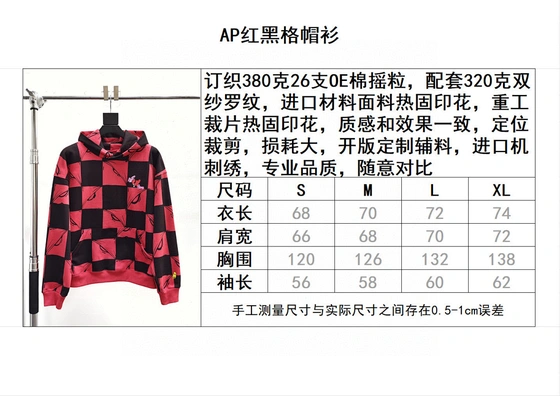 AP红黑格帽衫
订织380克26支OE棉摇粒，配套320克双
纱罗纹，进口材料面料热固印花，重工
裁片热固印花，质感和效果一致，定位
裁剪，损耗大，开版定制辅料，进口机
刺绣，专业品质，随意对比
尺码 S M L XL
衣长 68 70 72 74
肩宽 66 68 70 72
胸围 120 126 132 138
袖长 56 58 60 62
手工测量尺寸与实际尺寸之间存在0.5-1cm误差